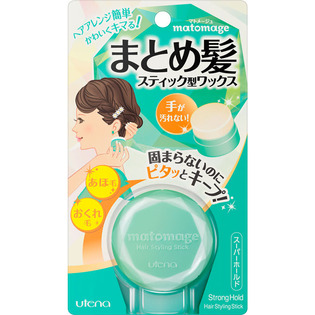 ヘアアレンジ簡単
かわいくキマる!
マトメージュ
matomage
まとめ髪
スティック型ワックス
手が
汚れない!
固まらないのに
ピタッとキープ!
あほ毛
おくれ毛
matomage
Hair Styling Stick
utena
スーパーホールド
Strong Hold
Hair Styling Stick